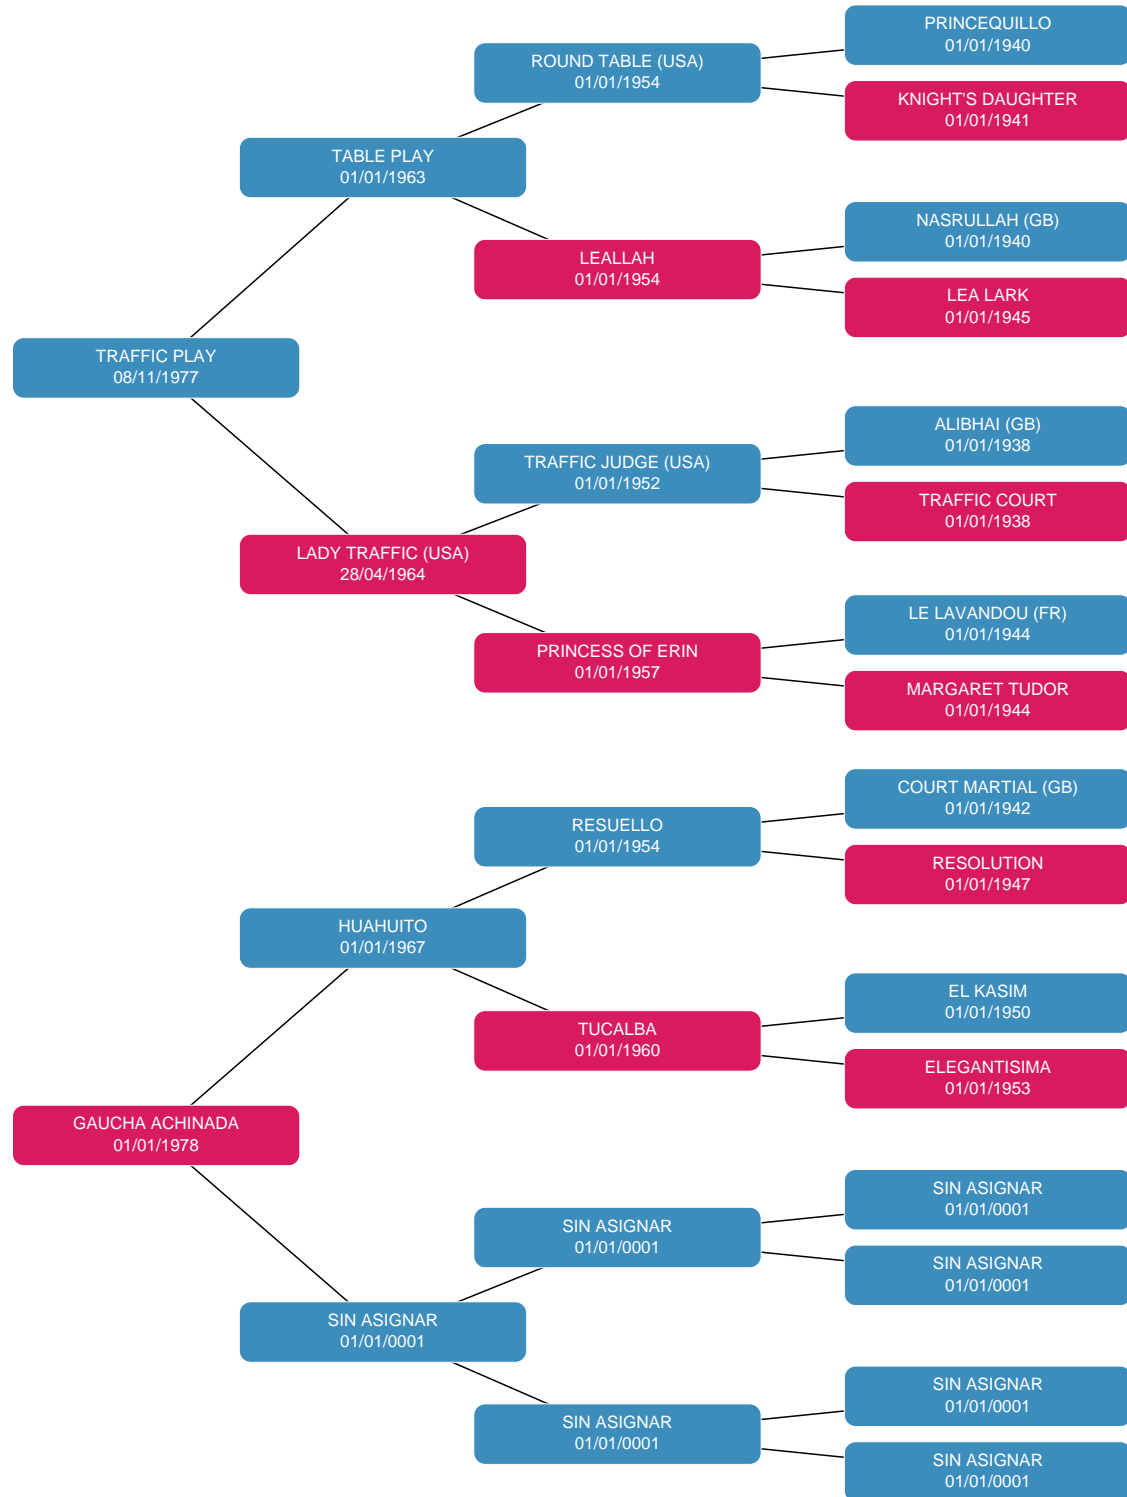 PRINCEQUILLO
01/01/1940
ROUND TABLE (USA)
01/01/1954
KNIGHT'S DAUGHTER
01/01/1941
TABLE PLAY
01/01/1963
NASRULLAH (GB)
01/01/1940
LEALLAH
01/01/1954
LEA LARK
01/01/1945
TRAFFIC PLAY
08/11/1977
ALIBHAI (GB)
01/01/1938
TRAFFIC JUDGE (USA)
01/01/1952
TRAFFIC COURT
01/01/1938
LADY TRAFFIC (USA)
28/04/1964
LE LAVANDOU (FR)
01/01/1944
PRINCESS OF ERIN
01/01/1957
MARGARET TUDOR
01/01/1944
COURT MARTIAL (GB)
01/01/1942
RESUELLO
01/01/1954
RESOLUTION
01/01/1947
HUAHUITO
01/01/1967
EL KASIM
01/01/1950
TUCALBA
01/01/1960
ELEGANTISIMA
01/01/1953
GAUCHA ACHINADA
01/01/1978
SIN ASIGNAR
01/01/0001
SIN ASIGNAR
01/01/0001
SIN ASIGNAR
01/01/0001
SIN ASIGNAR
01/01/0001
SIN ASIGNAR
01/01/0001
SIN ASIGNAR
01/01/0001
SIN ASIGNAR
01/01/0001